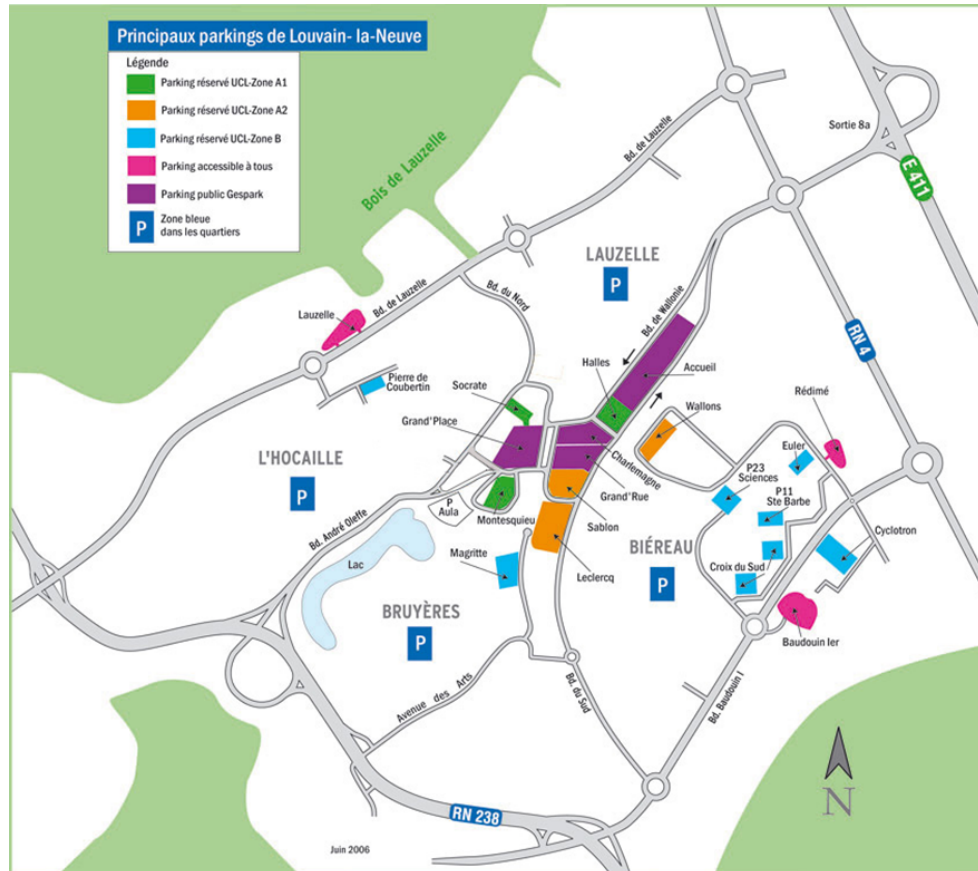 Principaux parkings de Louvain- la-Neuve
Légende
Parking réservé UCL-Zone A1
Parking réservé UCL-Zone A2
Parking réservé UCL-Zone B
Parking accessible à tous
Parking public Gespark
P
Zone bleue
dans les quartiers
Bois de Lauzelle
Bd. de Lauzelle
Sortie 8a
E 411
LAUZELLE
P
Bd. du Nord
Bd. de Lauzelle
Lauzelle
Bd. de Wallonie
RN 4
Pierre de
Coubertin
Socrate
Halles
Accueil
Wallons
Rédimé
Grand'Place
Charlemagne
Euler
L'HOCAILLE
P
P23
Sciences
Grand'Rue
P11
Ste Barbe
P
Aula
Montesquieu
Sablon
Cyclotron
Bd. André Oleffe
BIÉREAU
P
Magritte
Leclercq
Croix du Sud
Lac
BRUYÈRES
P
Baudouin Ier
Avenue des Arts
Bd. du Sud
Bd. Baudouin I
N
RN 238
Juin 2006